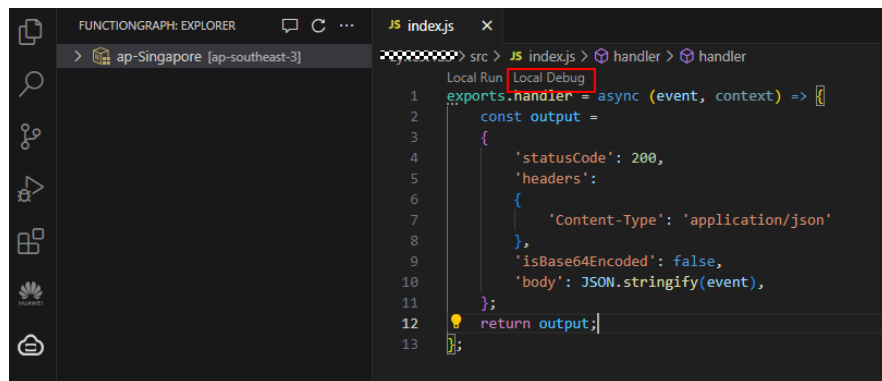 FUNCTIONGRAPH: EXPLORER
JS index.js
ap-Singapore [ap-southeast-3]
> src > JS index.js > handler > handler
Local Run Local Debug
1 exports.handler = async (event, context) => {
2 const output =
3 {
4 'statusCode': 200,
5 'headers':
6 {
7 'Content-Type': 'application/json'
8 },
9 'isBase64Encoded': false,
10 'body': JSON.stringify(event),
11 };
12 return output;
13 };
HUAWEI